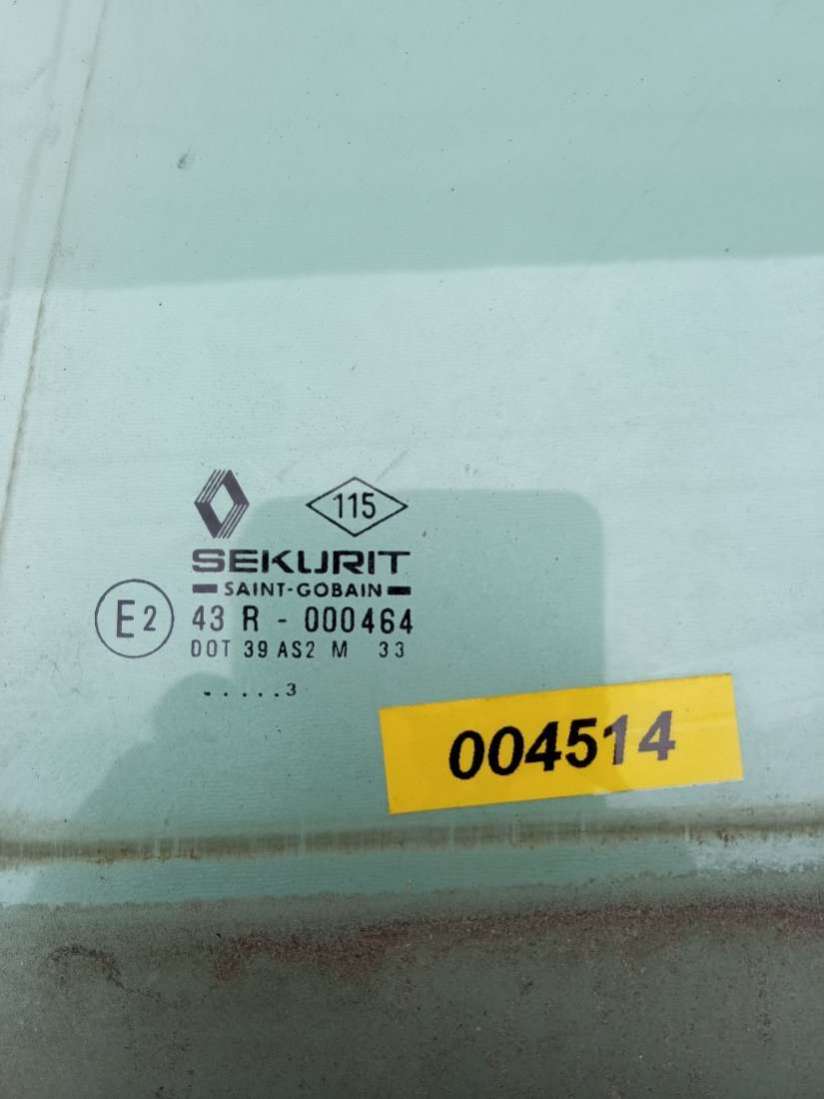 115
SEKURIT
SAINT-GOBAIN
E2 43 R - 000464
DOT 39 AS2 M 33
. . . . . 3
004514